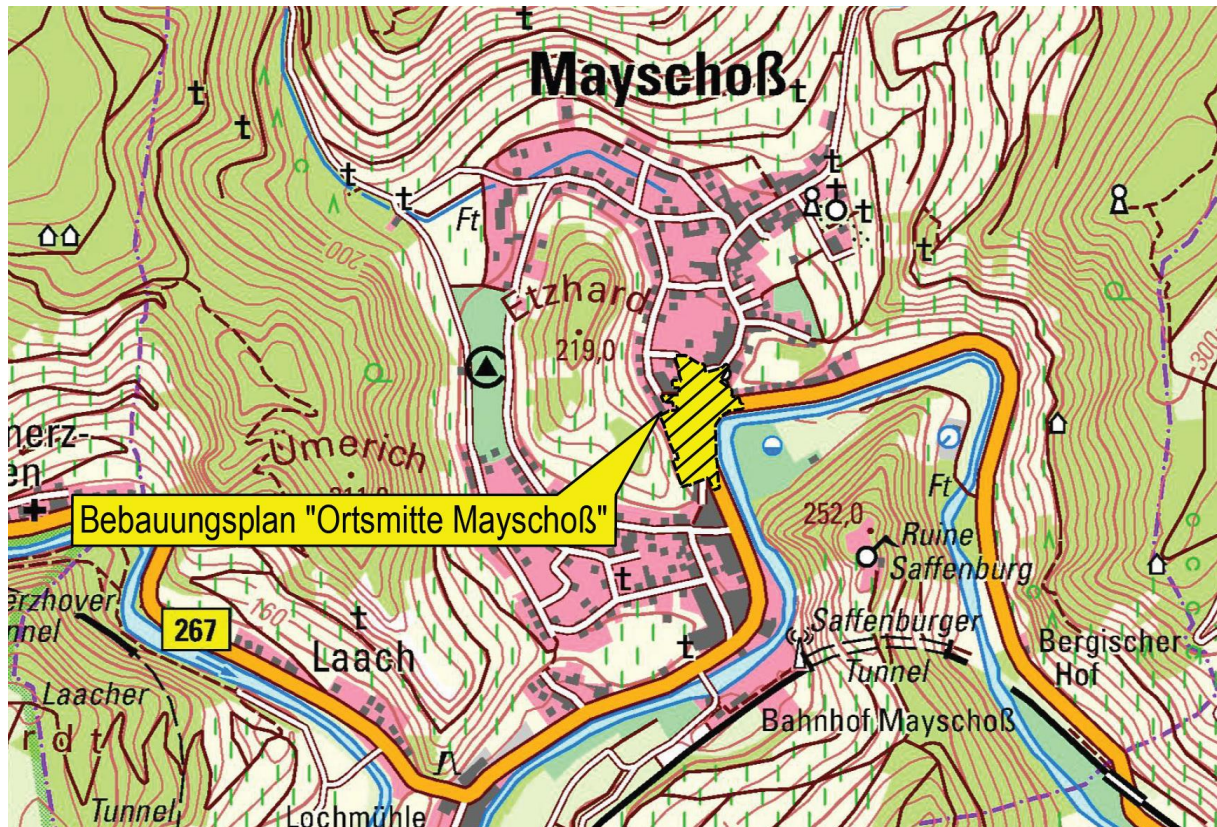 Mayschoß
Ft
200
Etzhard
219,0
300
Ümerich
Bebauungsplan "Ortsmitte Mayschoß"
252,0
Ft
Ruine
Saffenburg
160
267
Laach
Saffenburger
Tunnel
Bergischer
Hof
Laacher
Bahnhof Mayschoß
Tunnel
Lochmühle